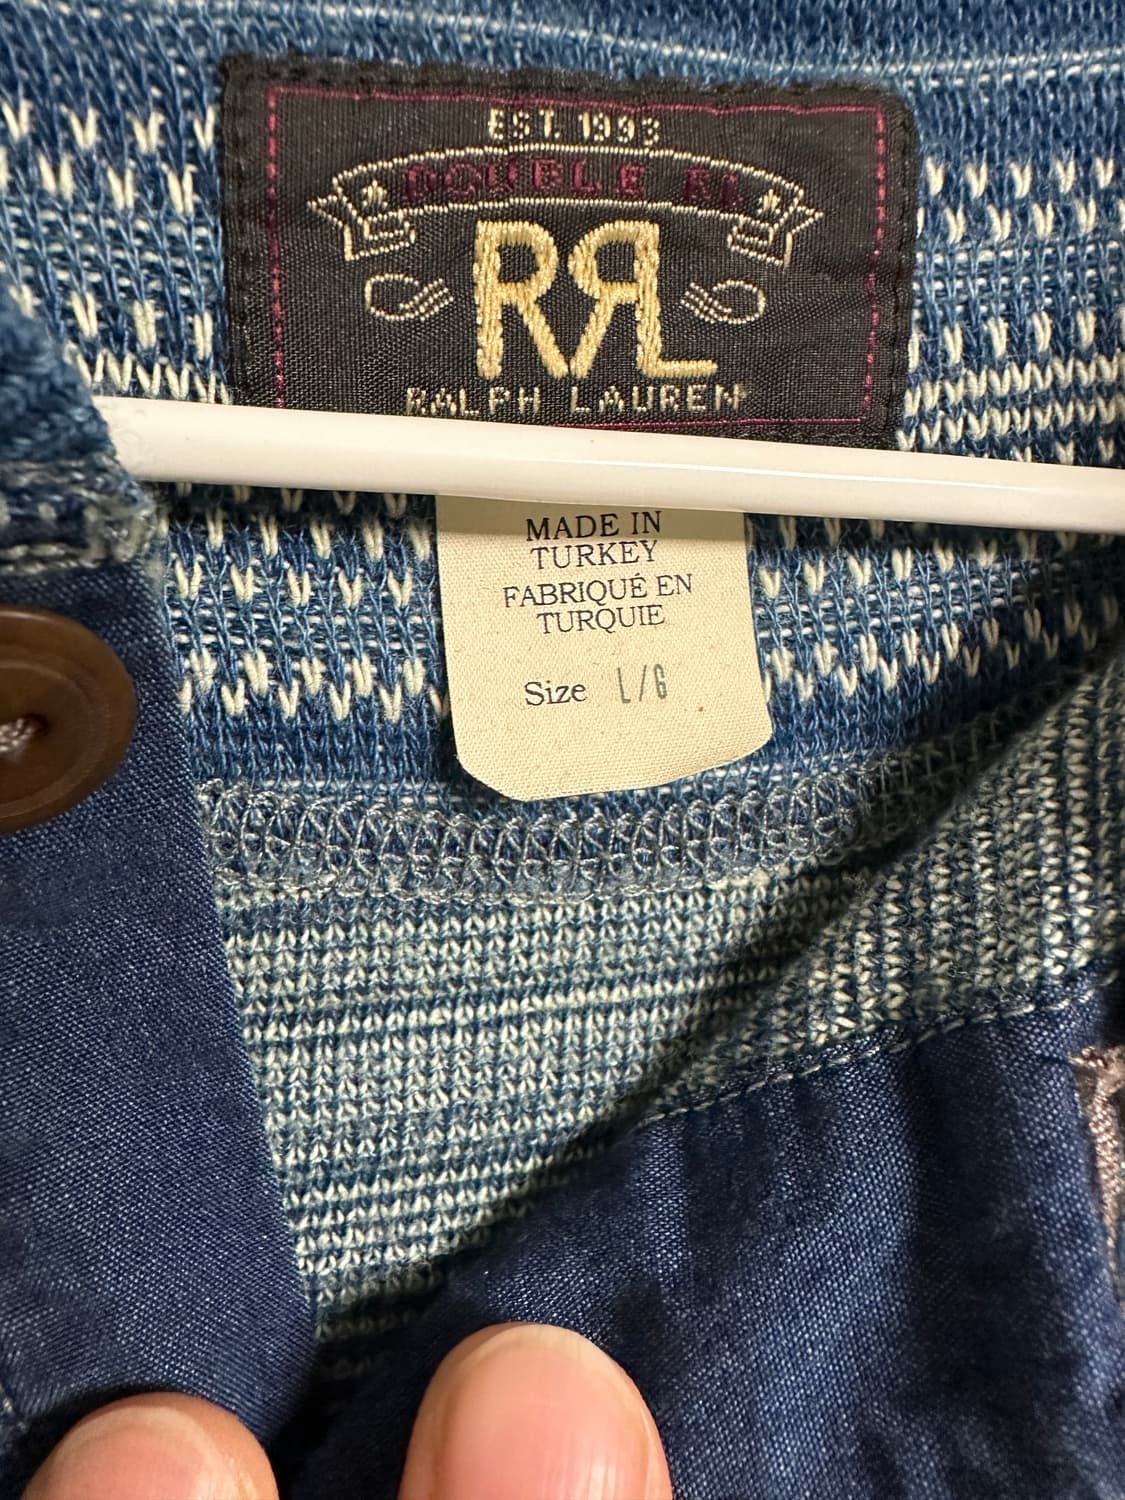 EST. 1993
DOUBLE RL
RRL
RALPH LAUREN
MADE IN
TURKEY
FABRIQUÉ EN
TURQUIE
Size L/G